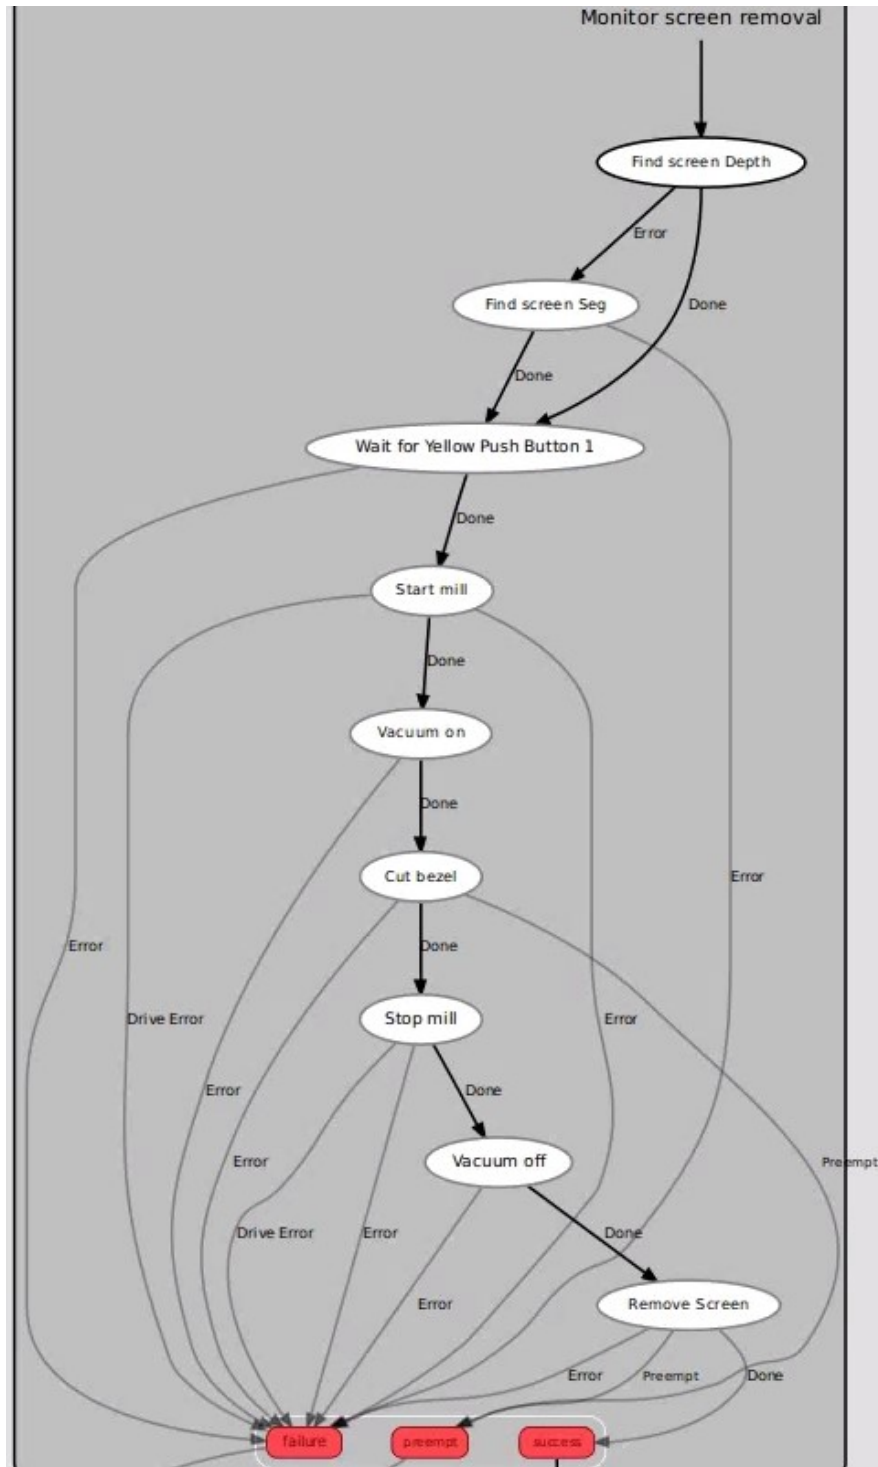 Monitor screen removal
Find screen Depth
Error
Find screen Seg
Done
Done
Wait for Yellow Push Button 1
Done
Start mill
Done
Vacuum on
Done
Cut bezel
Error
Done
Error
Stop mill
Drive Error
Error
Error
Done
Error
Vacuum off
Preempt
Drive Error
Error
Done
Error
Remove Screen
Error
Preempt
Done
failure
preempt
success